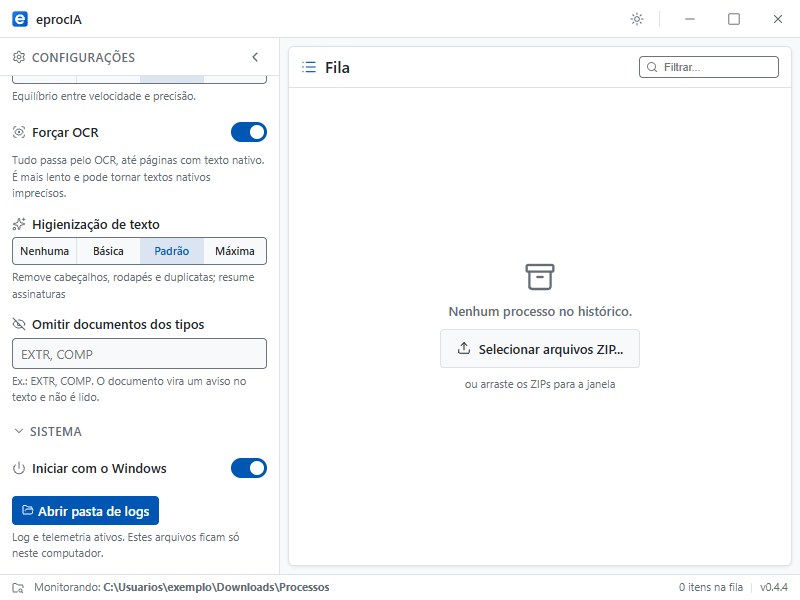 eprocIA
CONFIGURAÇÕES
Equilíbrio entre velocidade e precisão.
Forçar OCR
Tudo passa pelo OCR, até páginas com texto nativo.
É mais lento e pode tornar textos nativos
imprecisos.
Higienização de texto
Nenhuma Básica Padrão Máxima
Remove cabeçalhos, rodapés e duplicatas; resume
assinaturas
Omitir documentos dos tipos
EXTR, COMP
Ex.: EXTR, COMP. O documento vira um aviso no
texto e não é lido.
SISTEMA
Iniciar com o Windows
Abrir pasta de logs
Log e telemetria ativos. Estes arquivos ficam só
neste computador.
Fila
Filtrar...
Nenhum processo no histórico.
Selecionar arquivos ZIP...
ou arraste os ZIPs para a janela
Monitorando: C:\Usuarios\exemplo\Downloads\Processos
0 itens na fila
v0.4.4